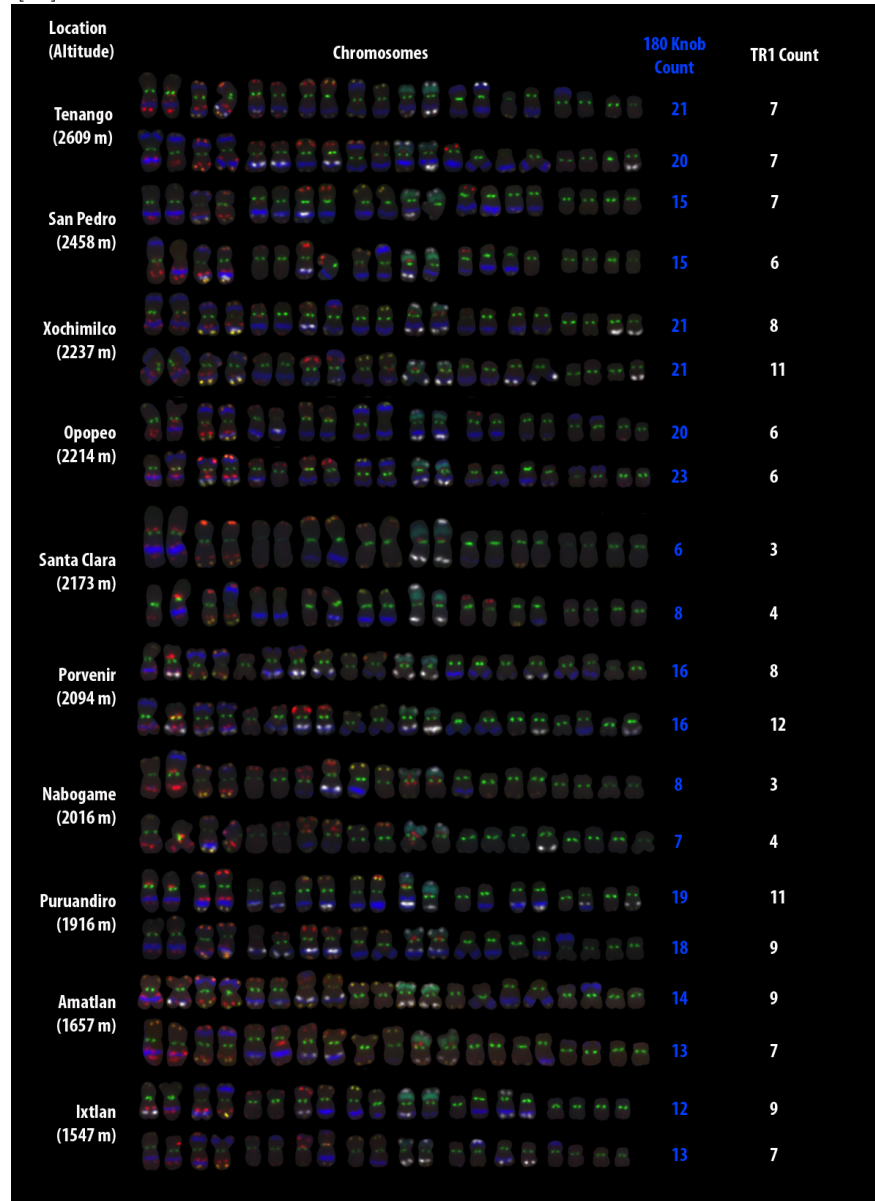 Location
(Altitude)
Chromosomes
180 Knob
Count
TR1 Count
Tenango
(2609 m)
21 7
20 7
San Pedro
(2458 m)
15 7
15 6
Xochimilco
(2237 m)
21 8
21 11
Opopeo
(2214 m)
20 6
23 6
Santa Clara
(2173 m)
6 3
8 4
Porvenir
(2094 m)
16 8
16 12
Nabogame
(2016 m)
8 3
7 4
Puruandiro
(1916 m)
19 11
18 9
Amatlan
(1657 m)
14 9
13 7
Ixtlan
(1547 m)
12 9
13 7